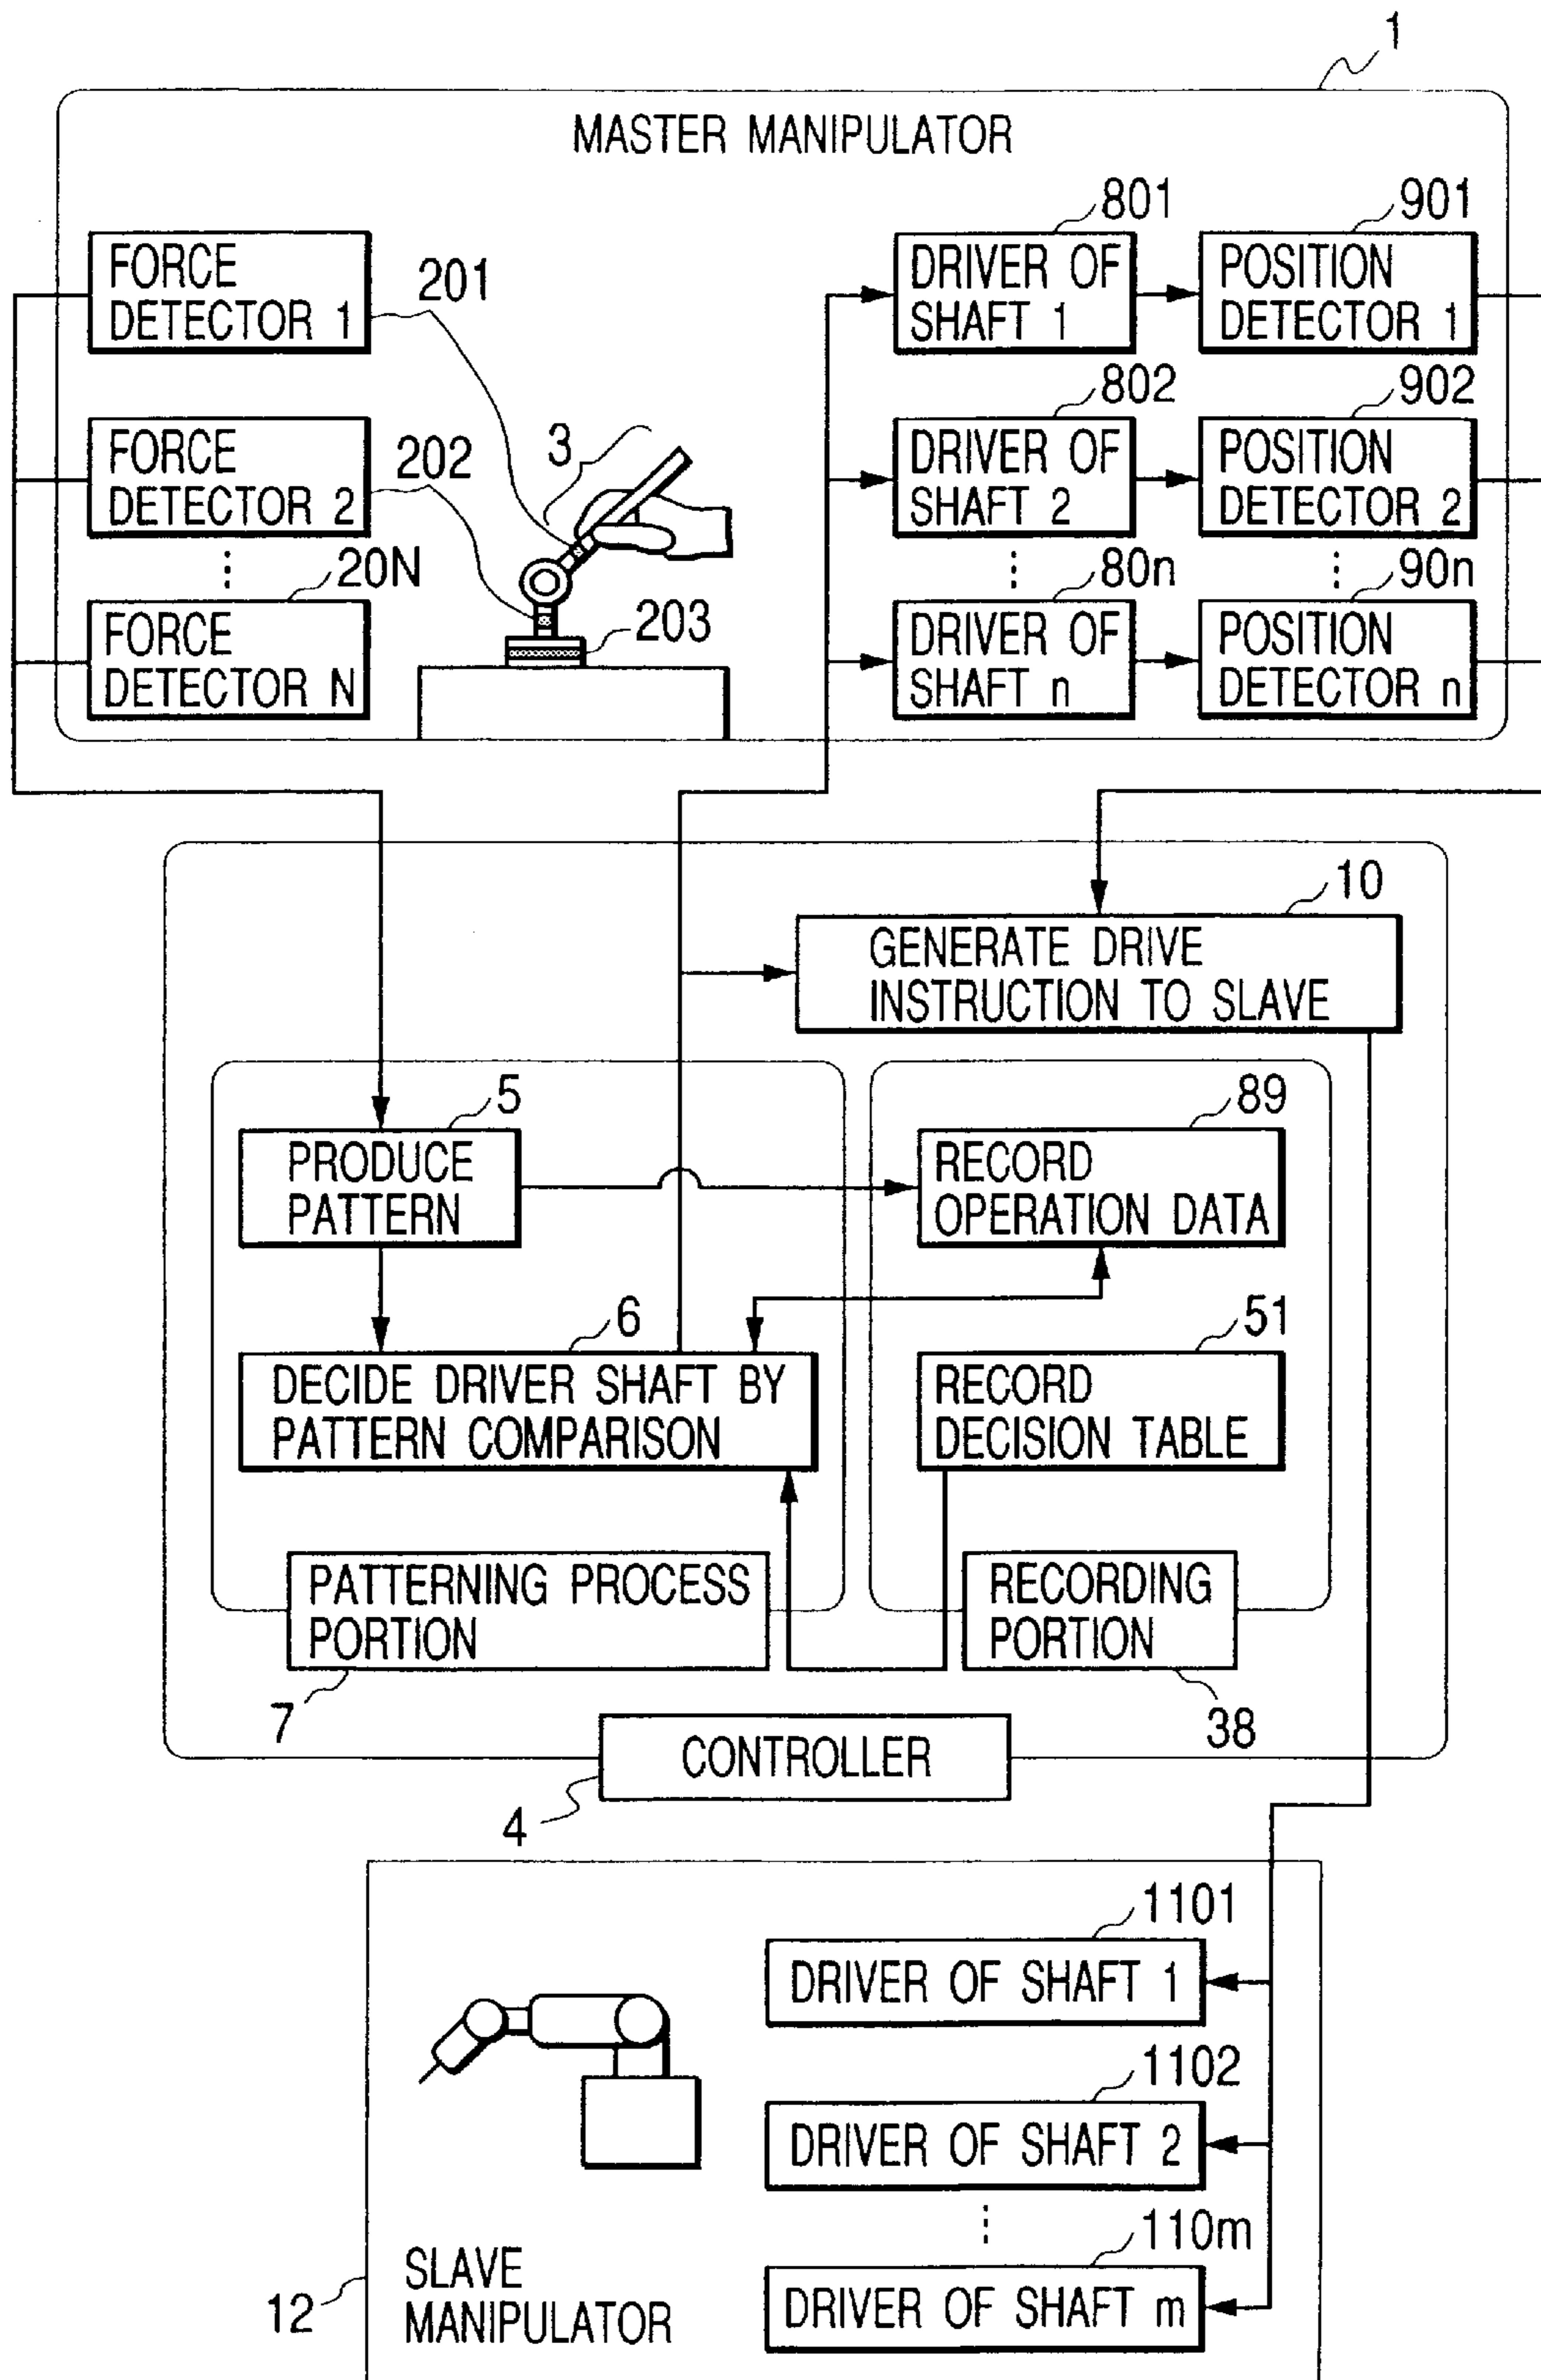 1
MASTER MANIPULATOR
801
901
FORCE
DETECTOR 1
201
DRIVER OF
SHAFT 1
POSITION
DETECTOR 1
802
902
FORCE
DETECTOR 2
202
3
DRIVER OF
SHAFT 2
POSITION
DETECTOR 2
20N
80n
90n
FORCE
DETECTOR N
203
DRIVER OF
SHAFT n
POSITION
DETECTOR n
10
GENERATE DRIVE
INSTRUCTION TO SLAVE
5
89
PRODUCE
PATTERN
RECORD
OPERATION DATA
6
51
DECIDE DRIVER SHAFT BY
PATTERN COMPARISON
RECORD
DECISION TABLE
PATTERNING PROCESS
PORTION
RECORDING
PORTION
7
38
CONTROLLER
4
1101
DRIVER OF SHAFT 1
1102
DRIVER OF SHAFT 2
110m
DRIVER OF SHAFT m
12
SLAVE
MANIPULATOR